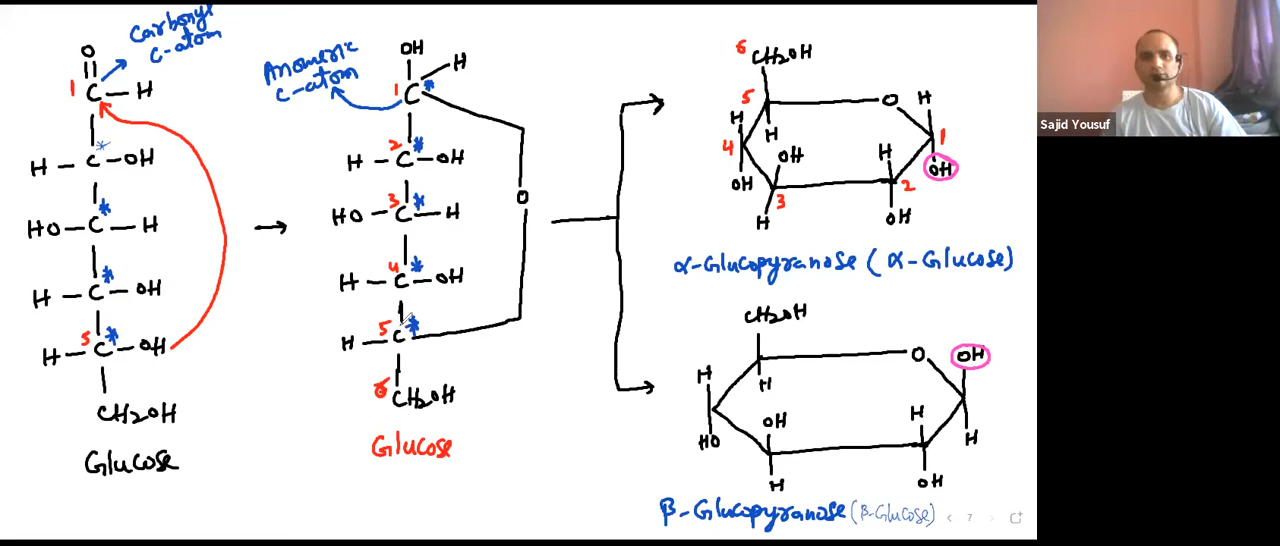 Carbonyl
C-atom
O
1 C - H
H - C* - OH
HO - C* - H
H - C* - OH
5
H - C* - OH
CH2OH
Glucose
Anomeric
C-atom
OH
H
1 C*
2
H - C* - OH
3
HO - C* - H
O
4
H - C* - OH
5
H - C*
6 CH2OH
Glucose
6 CH2OH
5
O
H
H
H
1
4
OH
H
OH
2
OH
3
H
OH
α-Glucopyranose (α-Glucose)
CH2OH
O
OH
H
H
OH
H
HO
H
H
OH
β-Glucopyranose (β-Glucose)
7
Sajid Yousuf